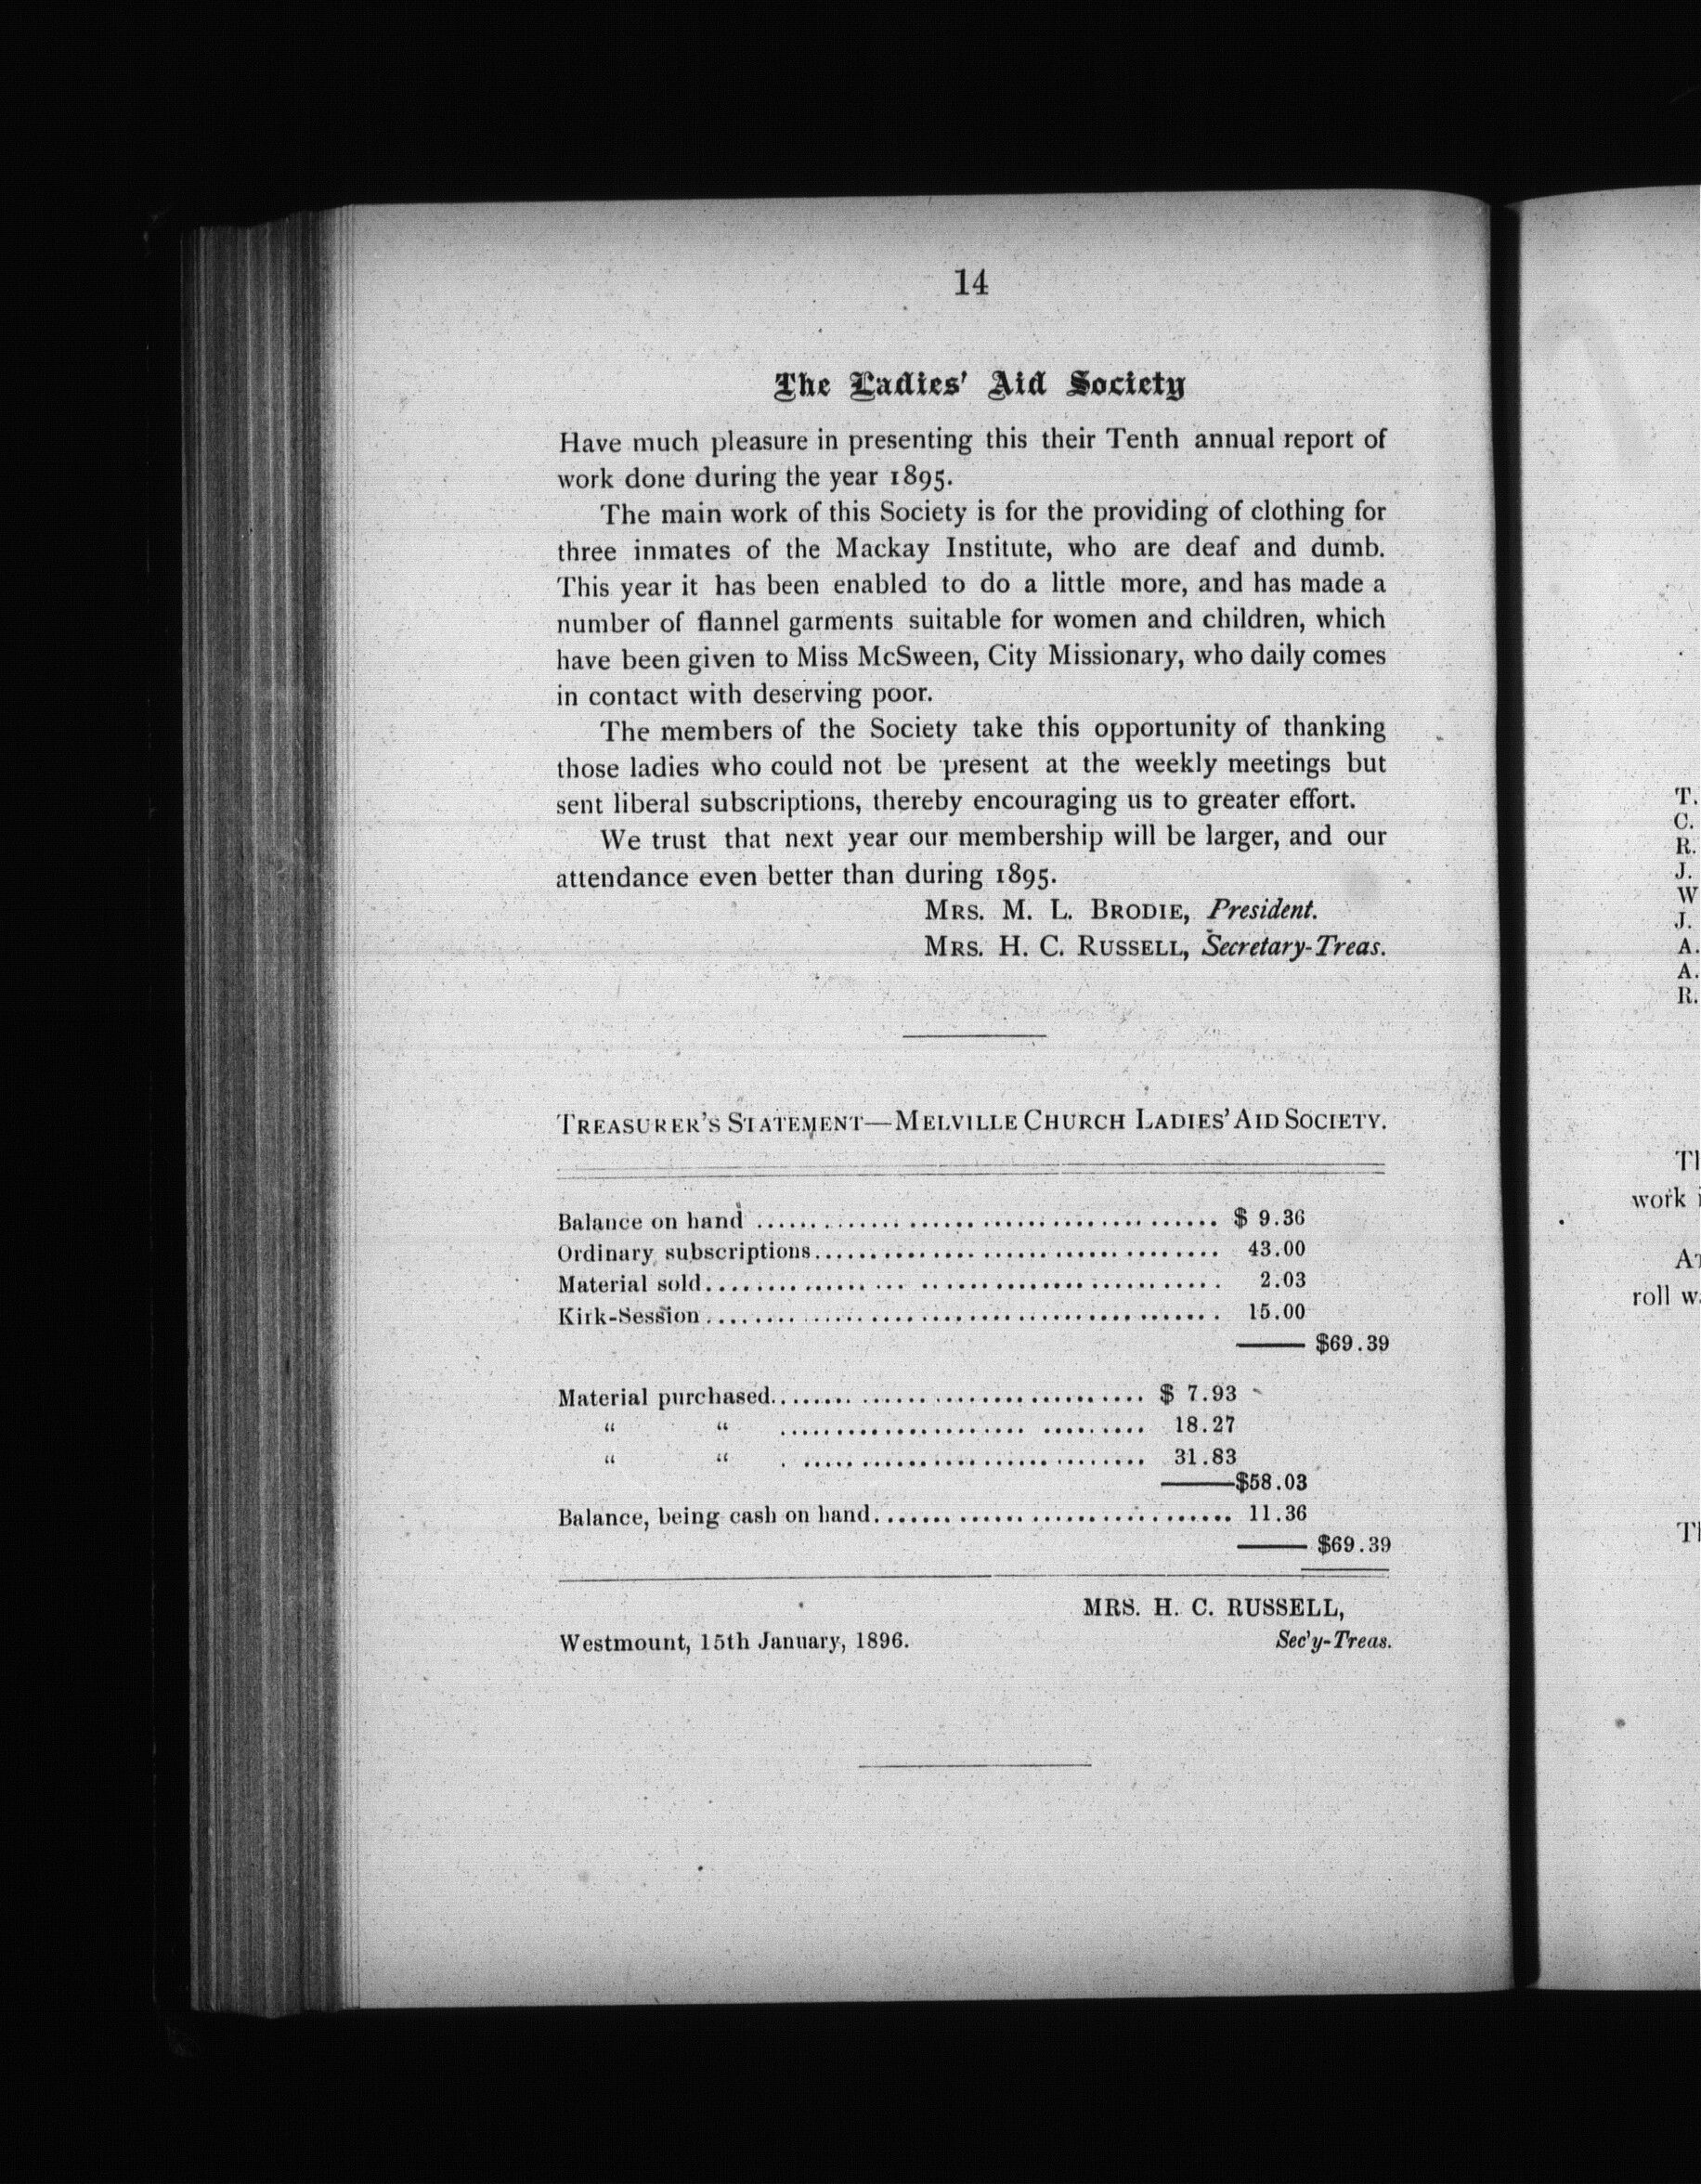 14
The Ladies' Aid Society
Have much pleasure in presenting this their Tenth annual report of
work done during the year 1895.
The main work of this Society is for the providing of clothing for
three inmates of the Mackay Institute, who are deaf and dumb.
This year it has been enabled to do a little more, and has made a
number of flannel garments suitable for women and children, which
have been given to Miss McSween, City Missionary, who daily comes
in contact with deserving poor.
The members of the Society take this opportunity of thanking
those ladies who could not be present at the weekly meetings but
sent liberal subscriptions, thereby encouraging us to greater effort.
We trust that next year our membership will be larger, and our
attendance even better than during 1895.
MRS. M. L. BRODIE, President.
MRS. H. C. RUSSELL, Secretary-Treas.
TREASURER'S STATEMENT—MELVILLE CHURCH LADIES' AID SOCIETY.
Balance on hand ........................................ $ 9.36
Ordinary subscriptions.................................... 43.00
Material sold............................................. 2.03
Kirk-Session.............................................. 15.00
—— $69.39
Material purchased................................ $ 7.93
“ “ ................................ 18.27
“ “ ................................ 31.83
——$58.03
Balance, being cash on hand................................ 11.36
—— $69.39
MRS. H. C. RUSSELL,
Westmount, 15th January, 1896. Sec'y-Treas.
T.
C.
R.
J.
W
J.
A.
A.
R.
work
roll